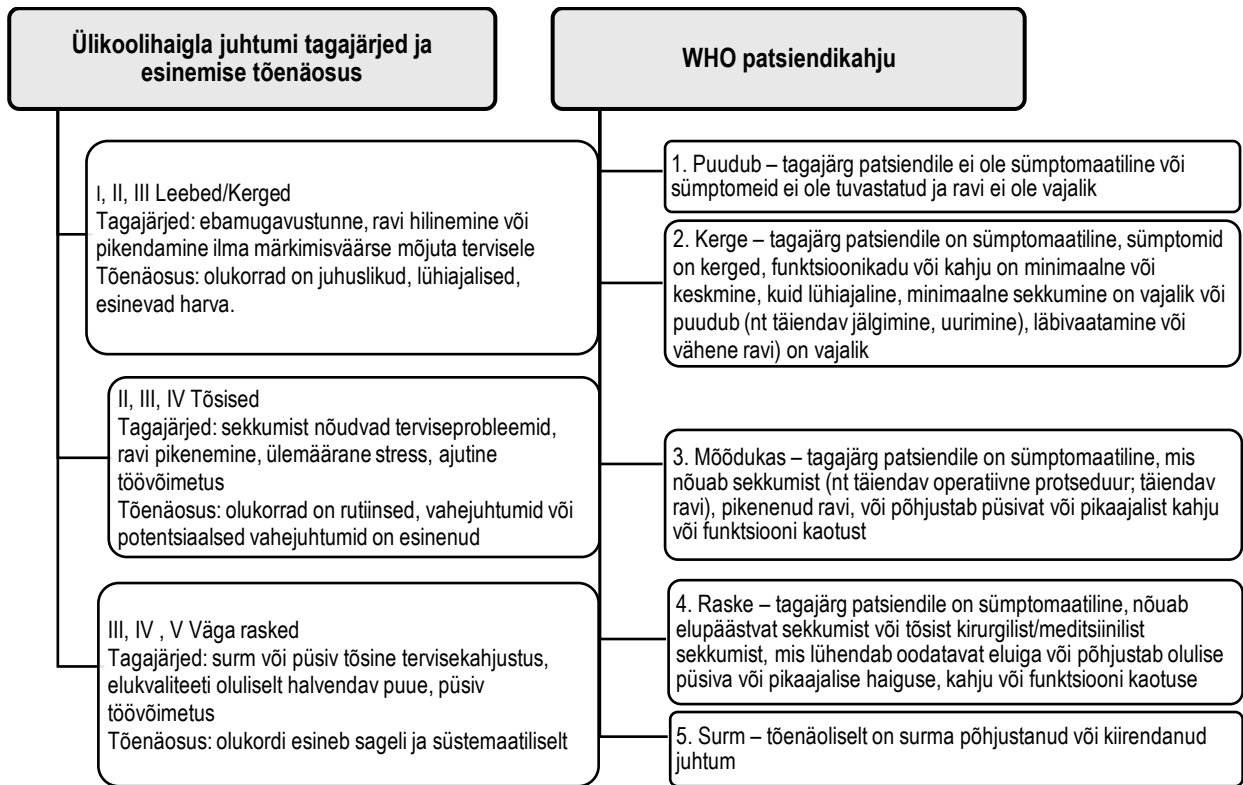 Ülikoolihaigla juhtumi tagajärjed ja
esinemise tõenäosus
I, II, III Leebed/Kerged
Tagajärjed: ebamugavustunne, ravi hilinemine või
pikendamine ilma märkimisväärse mõjuta tervisele
Tõenäosus: olukorrad on juhuslikud, lühiajalised,
esinevad harva.
II, III, IV Tõsised
Tagajärjed: sekkumist nõudvad terviseprobleemid,
ravi pikenemine, ülemäärane stress, ajutine
töövõimetus
Tõenäosus: olukorrad on rutiinsed, vahejuhtumid või
potentsiaalsed vahejuhtumid on esinenud
III, IV , V Väga rasked
Tagajärjed: surm või püsiv tõsine tervisekahjustus,
elukvaliteeti oluliselt halvendav puue, püsiv
töövõimetus
Tõenäosus: olukordi esineb sageli ja süstemaatiliselt
WHO patsiendikahju
1. Puudub – tagajärg patsiendile ei ole sümptomaatiline või
sümptomeid ei ole tuvastatud ja ravi ei ole vajalik
2. Kerge – tagajärg patsiendile on sümptomaatiline, sümptomid
on kerged, funktsioonikadu või kahju on minimaalne või
keskmine, kuid lühiajaline, minimaalne sekkumine on vajalik või
puudub (nt täiendav jälgimine, uurimine), läbivaatamine või
vähene ravi) on vajalik
3. Mõõdukas – tagajärg patsiendile on sümptomaatiline, mis
nõuab sekkumist (nt täiendav operatiivne protseduur; täiendav
ravi), pikenenud ravi, või põhjustab püsivat või pikaajalist kahju
või funktsiooni kaotust
4. Raske – tagajärg patsiendile on sümptomaatiline, nõuab
elupäästvat sekkumist või tõsist kirurgilist/meditsiinilist
sekkumist, mis lühendab oodatavat eluiga või põhjustab olulise
püsiva või pikaajalise haiguse, kahju või funktsiooni kaotuse
5. Surm – tõenäoliselt on surma põhjustanud või kiirendanud
juhtum